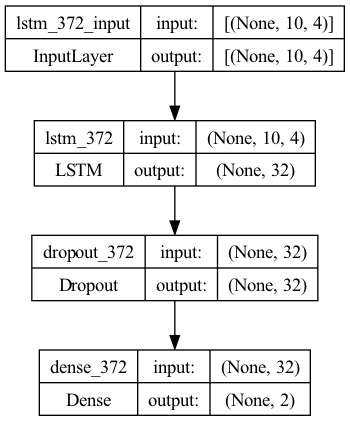 lstm_372_input input: [(None, 10, 4)]
InputLayer output: [(None, 10, 4)]
lstm_372 input: (None, 10, 4)
LSTM output: (None, 32)
dropout_372 input: (None, 32)
Dropout output: (None, 32)
dense_372 input: (None, 32)
Dense output: (None, 2)